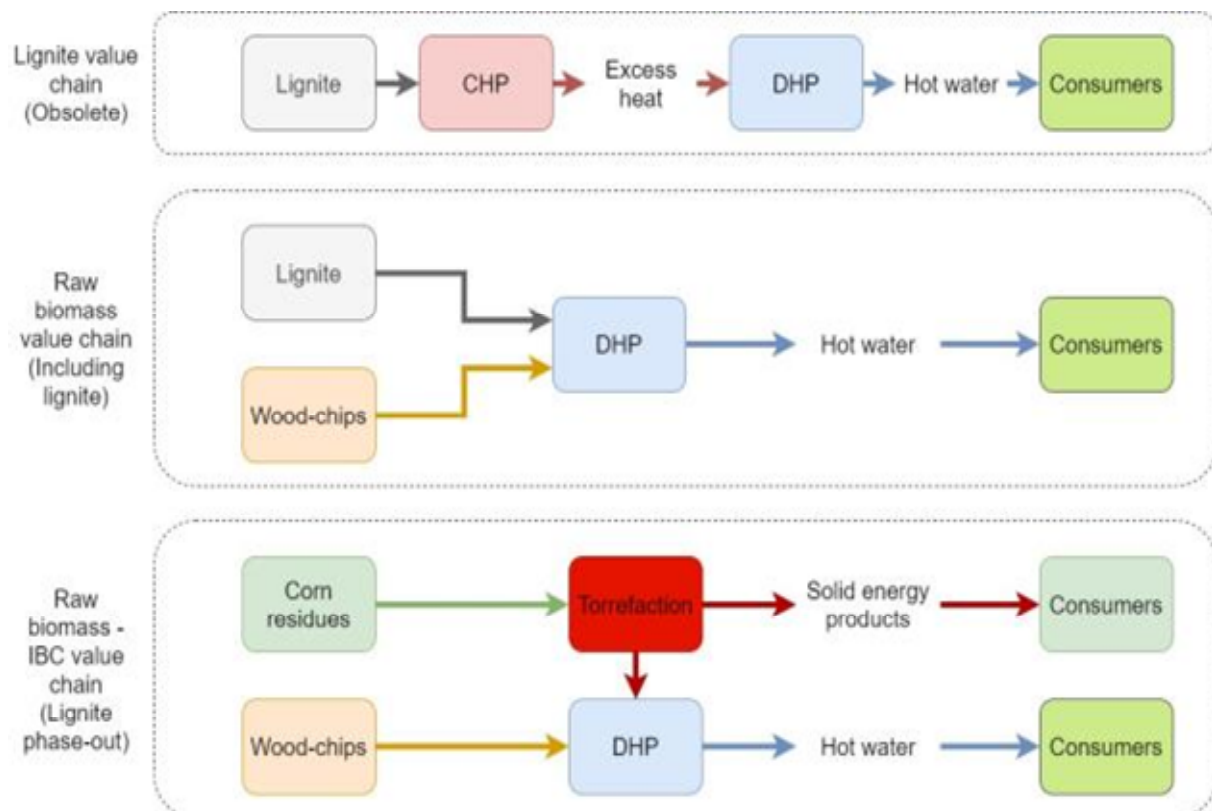 Lignite value
chain
(Obsolete)
Lignite
CHP
Excess
heat
DHP
Hot water
Consumers
Raw
biomass
value chain
(Including
lignite)
Lignite
Wood-chips
DHP
Hot water
Consumers
Raw
biomass -
IBC value
chain
(Lignite
phase-out)
Corn
residues
Torrefaction
Solid energy
products
Consumers
Wood-chips
DHP
Hot water
Consumers